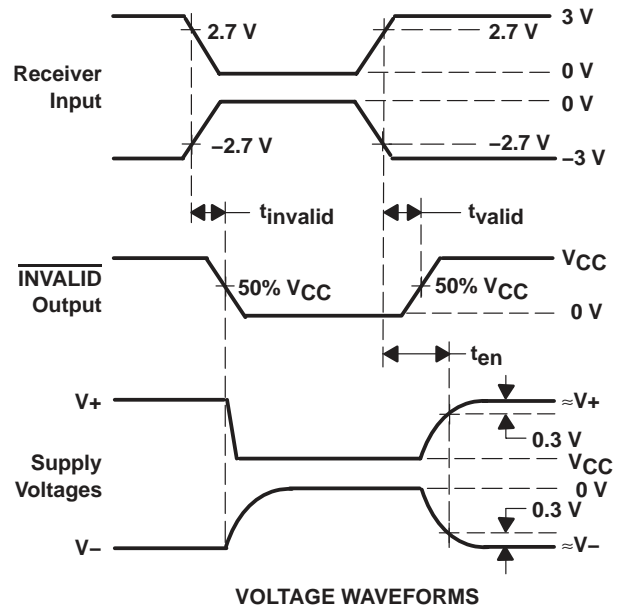 3 V
2.7 V
2.7 V
Receiver
Input
0 V
0 V
–2.7 V
–2.7 V
–3 V
tinvalid
tvalid
INVALID
Output
VCC
50% VCC
50% VCC
0 V
ten
V+
≈V+
0.3 V
Supply
Voltages
VCC
0 V
0.3 V
V–
≈V–
VOLTAGE WAVEFORMS